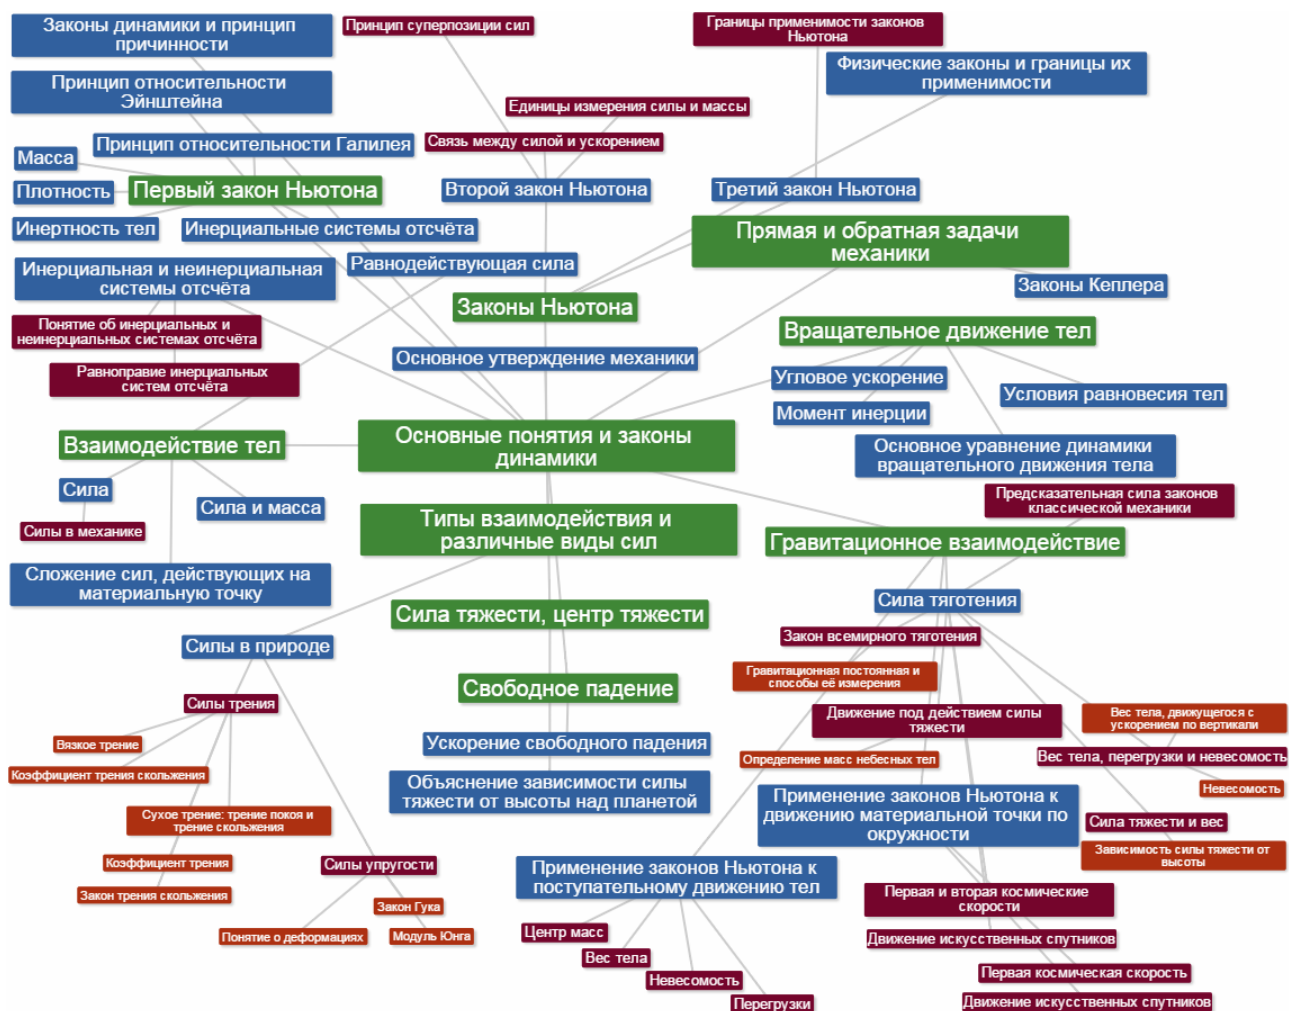 Законы динамики и принцип
причинности
Принцип суперпозиции сил
Границы применимости законов
Ньютона
Физические законы и границы их
применимости
Принцип относительности
Эйнштейна
Единицы измерения силы и массы
Принцип относительности Галилея
Связь между силой и ускорением
Масса
Плотность
Первый закон Ньютона
Второй закон Ньютона
Третий закон Ньютона
Инертность тел
Инерциальные системы отсчёта
Прямая и обратная задачи
механики
Инерциальная и неинерциальная
системы отсчёта
Равнодействующая сила
Законы Кеплера
Законы Ньютона
Понятие об инерциальных и
неинерциальных системах отсчёта
Вращательное движение тел
Основное утверждение механики
Равноправие инерциальных
систем отсчёта
Угловое ускорение
Условия равновесия тел
Момент инерции
Взаимодействие тел
Основные понятия и законы
динамики
Основное уравнение динамики
вращательного движения тела
Сила
Сила и масса
Предсказательная сила законов
классической механики
Силы в механике
Типы взаимодействия и
различные виды сил
Гравитационное взаимодействие
Сложение сил, действующих на
материальную точку
Сила тяжести, центр тяжести
Сила тяготения
Силы в природе
Закон всемирного тяготения
Гравитационная постоянная и
способы её измерения
Свободное падение
Силы трения
Движение под действием силы
тяжести
Вес тела, движущегося с
ускорением по вертикали
Вязкое трение
Ускорение свободного падения
Определение масс небесных тел
Вес тела, перегрузки и невесомость
Коэффициент трения скольжения
Объяснение зависимости силы
тяжести от высоты над планетой
Невесомость
Применение законов Ньютона к
движению материальной точки по
окружности
Сухое трение: трение покоя и
трение скольжения
Сила тяжести и вес
Зависимость силы тяжести от
высоты
Коэффициент трения
Силы упругости
Применение законов Ньютона к
поступательному движению тел
Закон трения скольжения
Первая и вторая космические
скорости
Закон Гука
Понятие о деформациях
Модуль Юнга
Центр масс
Движение искусственных спутников
Вес тела
Невесомость
Первая космическая скорость
Перегрузки
Движение искусственных спутников